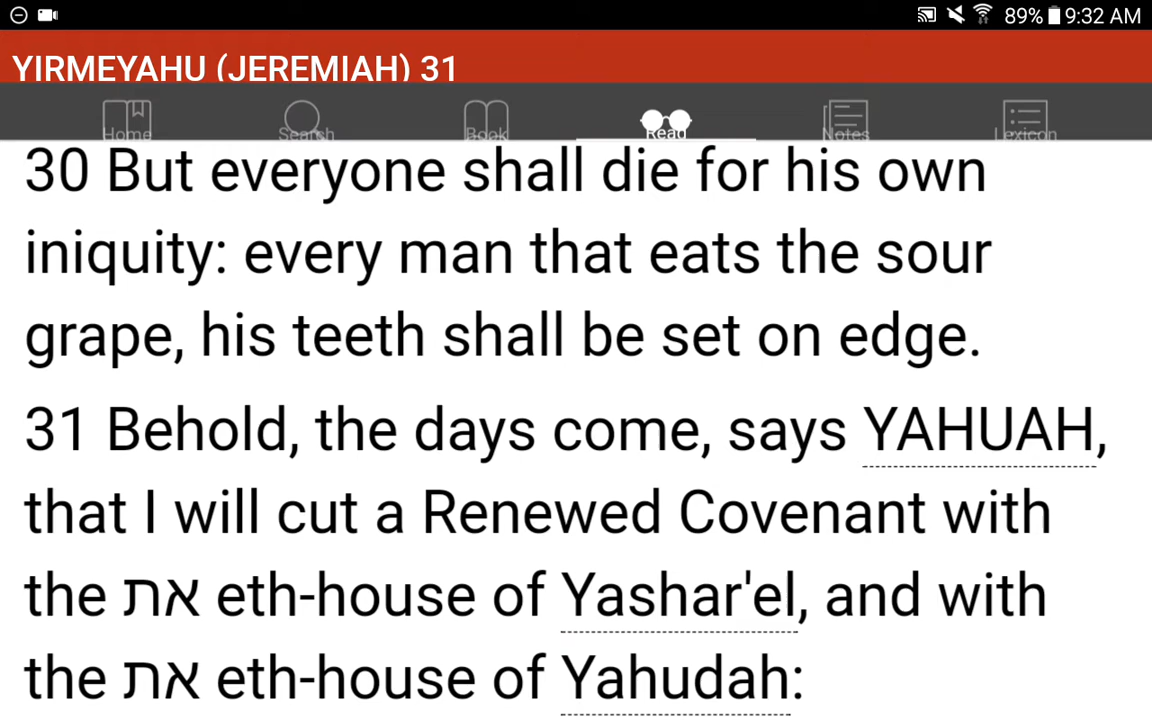 89% 9:32 AM
YIRMEYAHU (JEREMIAH) 31
Home Search Book Read Notes Lexicon
30 But everyone shall die for his own
iniquity: every man that eats the sour
grape, his teeth shall be set on edge.
31 Behold, the days come, says YAHUAH,
that I will cut a Renewed Covenant with
the את eth-house of Yashar'el, and with
the את eth-house of Yahudah: